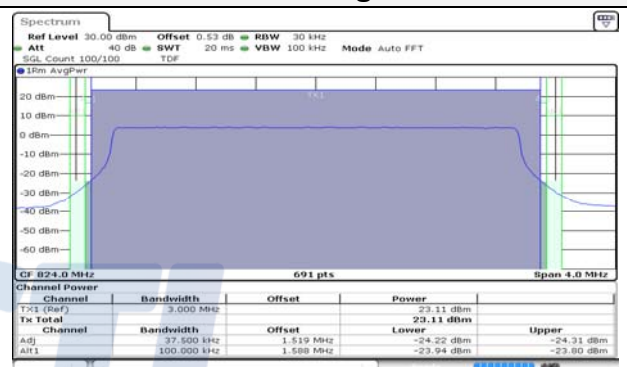 Spectrum
Ref Level 30.00 dBm Offset 0.53 dB RBW 30 kHz
Att 40 dB SWT 20 ms VBW 100 kHz Mode Auto FFT
SGL Count 100/100 TDF
1Rm AvgPwr
TX1
20 dBm
10 dBm
0 dBm
-10 dBm
-20 dBm
-30 dBm
-40 dBm
-50 dBm
-60 dBm
CF 824.0 MHz 691 pts Span 4.0 MHz
Channel Power
Channel Bandwidth Offset Power
TX1 (Ref) 3.000 MHz 23.11 dBm
Tx Total 23.11 dBm
Channel Bandwidth Offset Lower Upper
Adj 37.500 kHz 1.519 MHz -24.22 dBm -24.31 dBm
Alt1 100.000 kHz 1.588 MHz -23.94 dBm -23.80 dBm